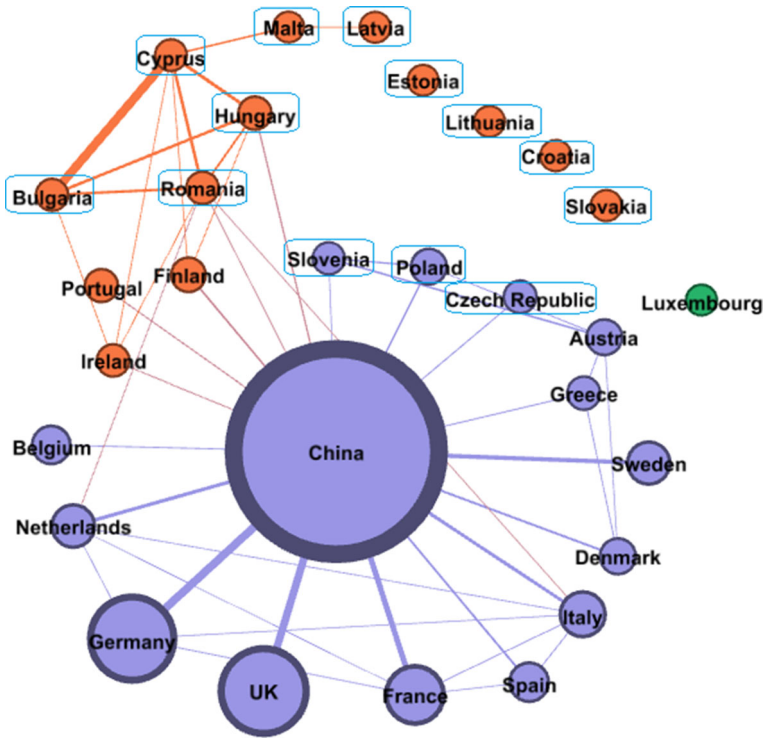 Malta
Latvia
Cyprus
Estonia
Hungary
Lithuania
Croatia
Romania
Bulgaria
Slovakia
Slovenia
Poland
Finland
Portugal
Czech Republic
Luxembourg
Austria
Ireland
Greece
Belgium
China
Sweden
Netherlands
Denmark
Italy
Germany
Spain
UK
France